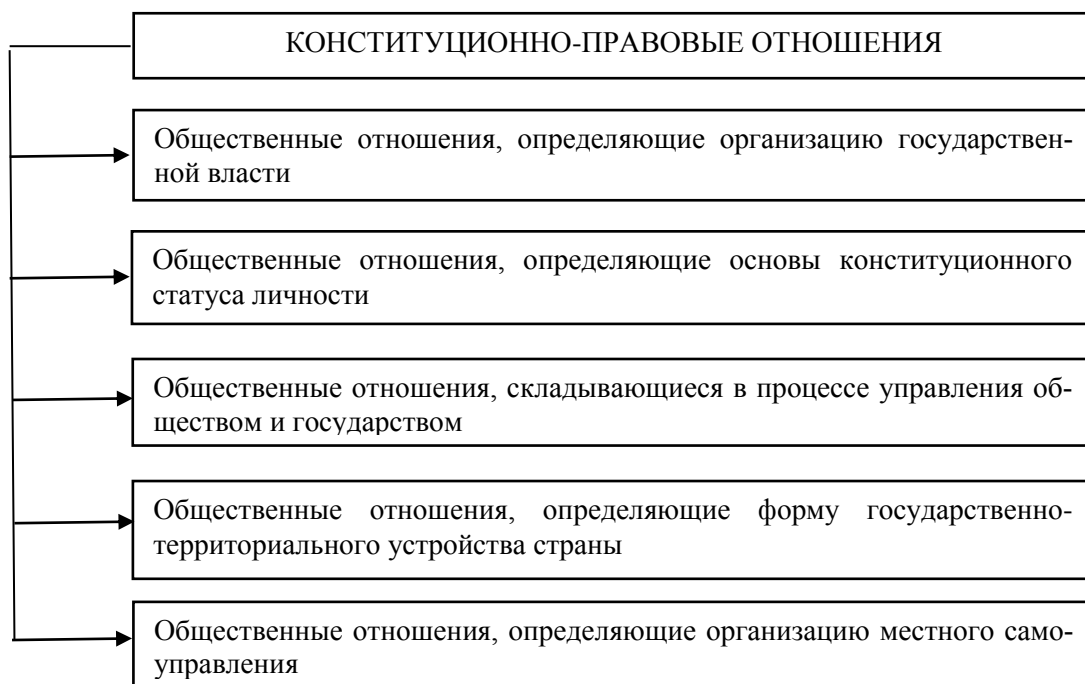 КОНСТИТУЦИОННО-ПРАВОВЫЕ ОТНОШЕНИЯ
Общественные отношения, определяющие организацию государствен-
ной власти
Общественные отношения, определяющие основы конституционного
статуса личности
Общественные отношения, складывающиеся в процессе управления об-
ществом и государством
Общественные отношения, определяющие форму государственно-
территориального устройства страны
Общественные отношения, определяющие организацию местного само-
управления